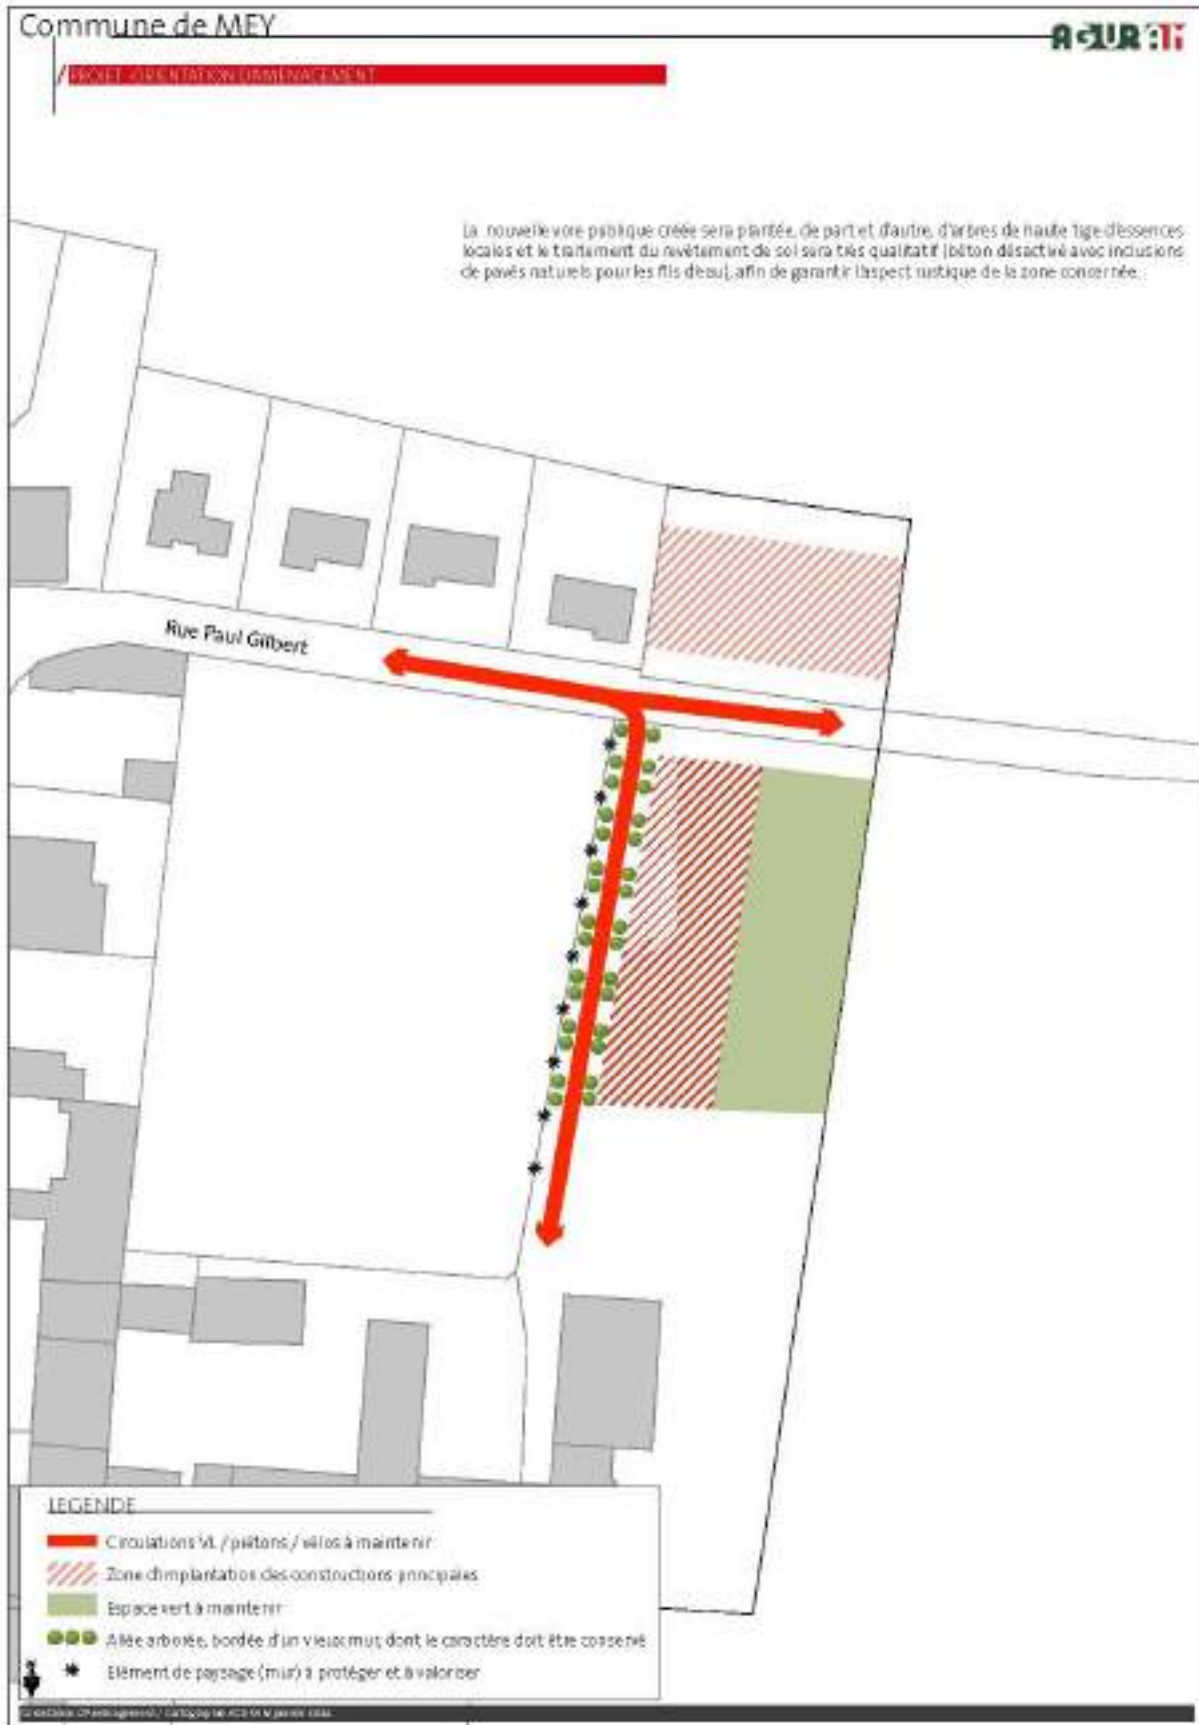 Commune de MEY
AGURAM
/ PROJET - ORIENTATION D'AMENAGEMENT
La nouvelle voie publique créée sera plantée, de part et d'autre, d'arbres de haute tige d'essences
locales et le traitement du revêtement de sol sera très qualitatif (béton désactivé avec inclusions
de pavés naturels pour les fils d'eau), afin de garantir l'aspect rustique de la zone concernée.
Rue Paul Gilbert
LEGENDE
Circulations VL / piétons / vélos à maintenir
Zone d'implantation des constructions principales
Espace vert à maintenir
Allée arborée, bordée d'un vieux mur, dont le caractère doit être conservé
Elément de paysage (mur) à protéger et à valoriser